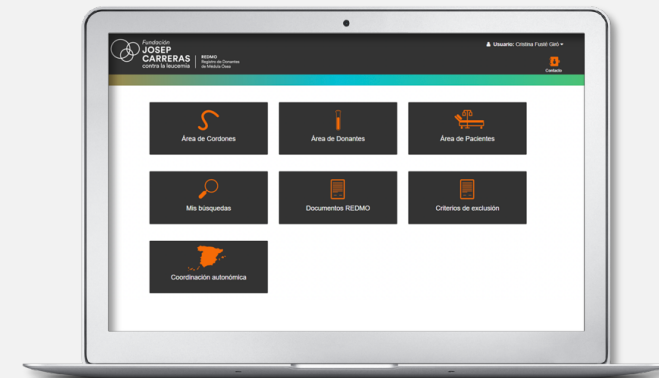 Fundación
JOSEP
CARRERAS
contra la leucemia
REDMO
Registro de Donantes
de Médula Ósea
Usuario: Cristina Fusté Giró
Contacto
Área de Cordones
Área de Donantes
Área de Pacientes
Mis búsquedas
Documentos REDMO
Criterios de exclusión
Coordinación autonómica